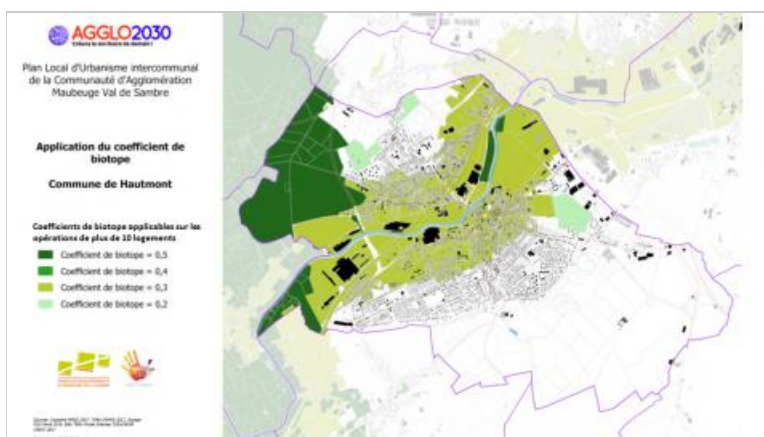 AGGLO2030
Plan Local d'Urbanisme intercommunal
de la Communauté d'Agglomération
Maubeuge Val de Sambre
Application du coefficient de
biotope
Commune de Hautmont
Coefficients de biotope applicables sur les
opérations de plus de 10 logements
Coefficient de biotope = 0,5
Coefficient de biotope = 0,4
Coefficient de biotope = 0,3
Coefficient de biotope = 0,2